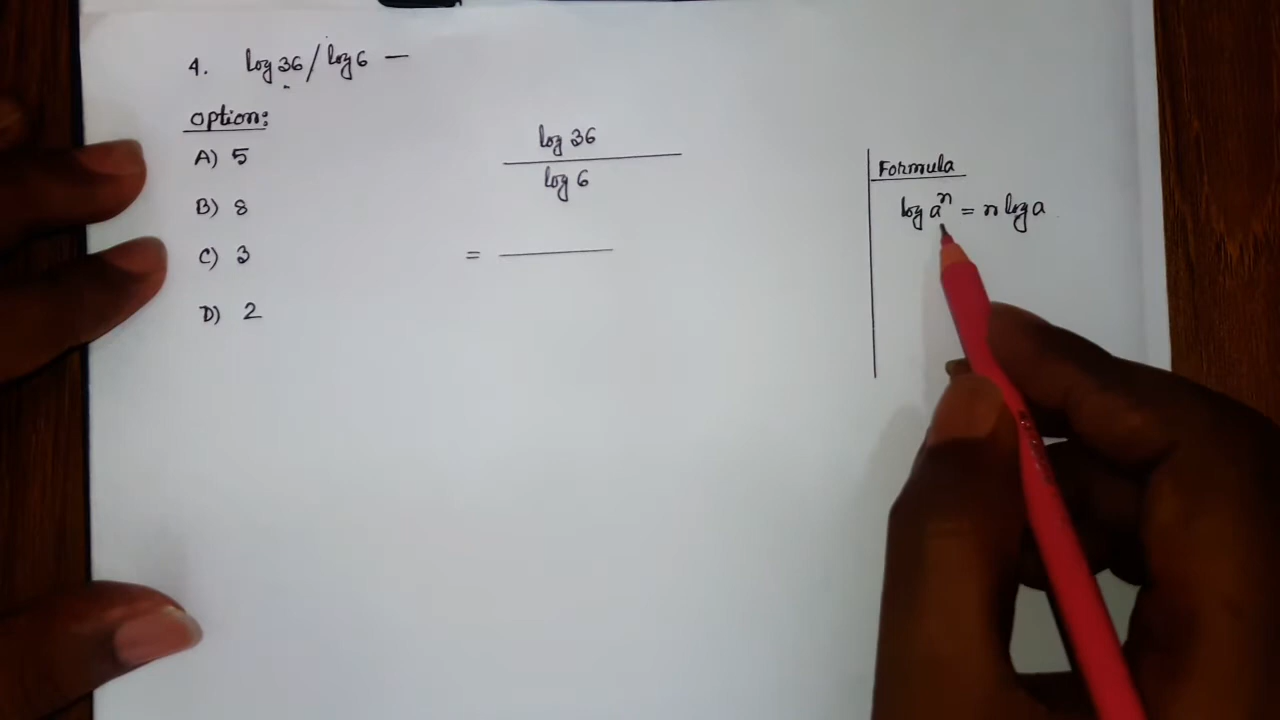 4. log 36 / log 6 —
Option:
A) 5
B) 8
C) 3
D) 2
log 36
log 6
=
Formula
log aⁿ = n log a